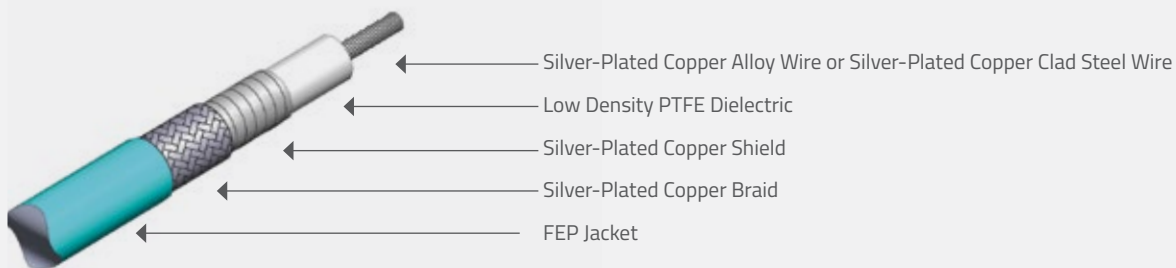 Silver-Plated Copper Alloy Wire or Silver-Plated Copper Clad Steel Wire
Low Density PTFE Dielectric
Silver-Plated Copper Shield
Silver-Plated Copper Braid
FEP Jacket